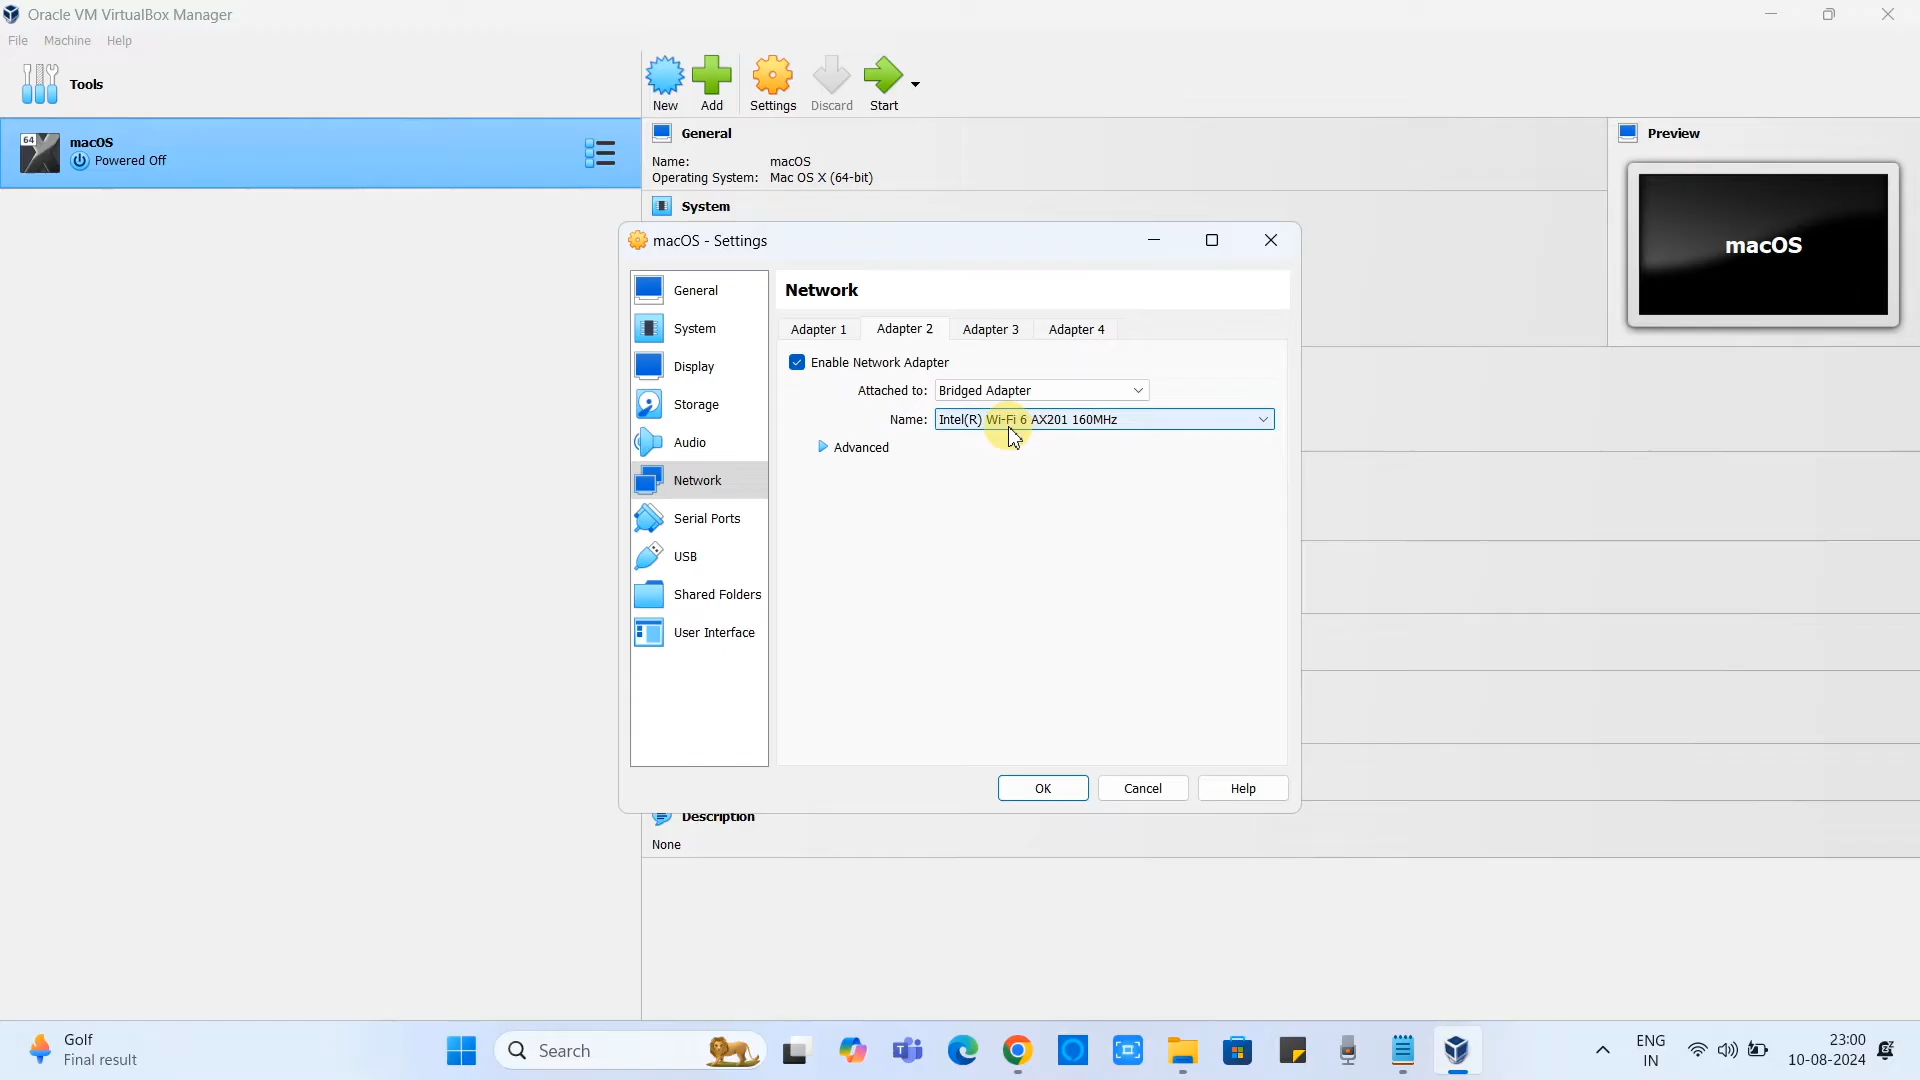 Oracle VM VirtualBox Manager
File Machine Help
Tools
New Add Settings Discard Start
64
macOS
Powered Off
General
Name: macOS
Operating System: Mac OS X (64-bit)
System
Preview
macOS
macOS - Settings
General
System
Display
Storage
Audio
Network
Serial Ports
USB
Shared Folders
User Interface
Network
Adapter 1 Adapter 2 Adapter 3 Adapter 4
Enable Network Adapter
Attached to: Bridged Adapter
Name: Intel(R) Wi-Fi 6 AX201 160MHz
Advanced
OK Cancel Help
Description
None
Golf
Final result
Search
ENG
IN
23:00
10-08-2024